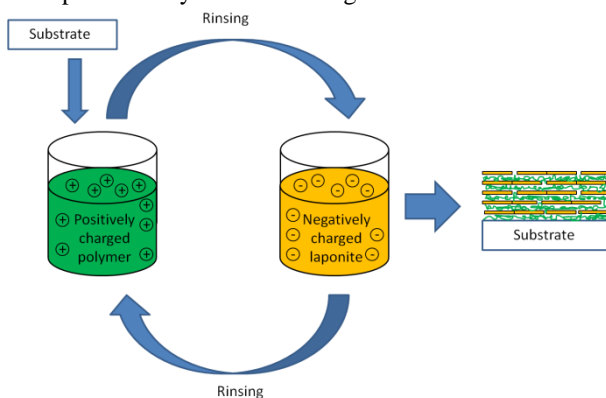 Rinsing
Substrate
Positively
charged
polymer
Negatively
charged
laponite
Substrate
Rinsing